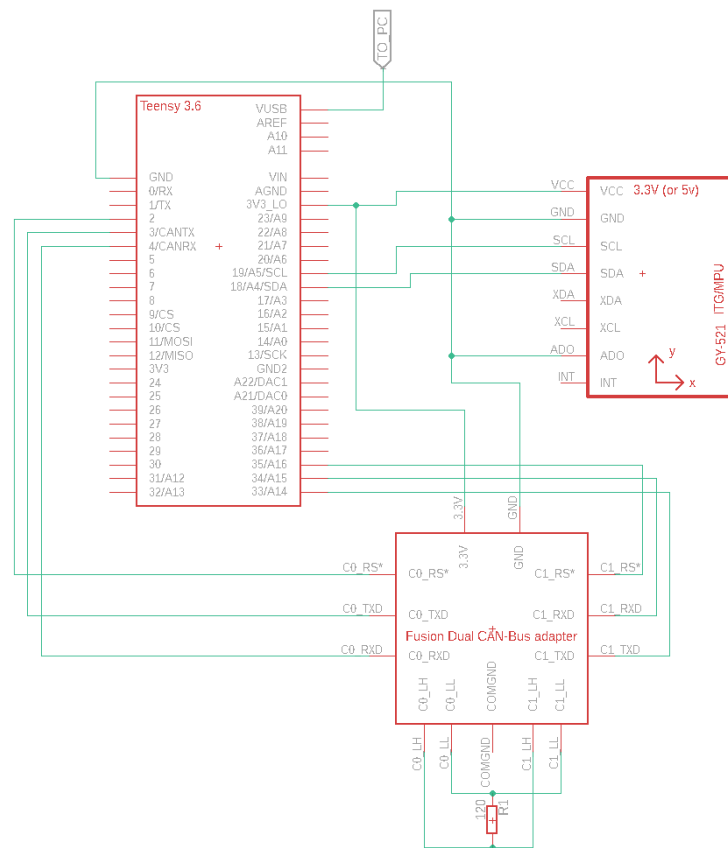 TO_PC
Teensy 3.6
VUSB
AREF
A10
A11
GND
0/RX
1/TX
2
3/CANTX
4/CANRX
5
6
7
8
9/CS
10/CS
11/MOSI
12/MISO
3V3
24
25
26
27
28
29
30
31/A12
32/A13
VIN
AGND
3V3_LO
23/A9
22/A8
21/A7
20/A6
19/A5/SCL
18/A4/SDA
17/A3
16/A2
15/A1
14/A0
13/SCK
GND2
A22/DAC1
A21/DAC0
39/A20
38/A19
37/A18
36/A17
35/A16
34/A15
33/A14
VCC
GND
SCL
SDA
XDA
XCL
ADO
INT
3.3V (or 5v)
VCC
GND
SCL
SDA
XDA
XCL
ADO
INT
y
x
GY-521 ITG/MPU
3.3V
GND
3.3V
GND
C0_RS*
C0_TXD
C0_RXD
C0_RS*
C0_TXD
C0_RXD
Fusion Dual CAN-Bus adapter
C1_RS*
C1_RXD
C1_TXD
C1_RS*
C1_RXD
C1_TXD
C0_LH
C0_LL
COMGND
C1_LH
C1_LL
C0_LH
C0_LL
COMGND
C1_LH
C1_LL
120
R1